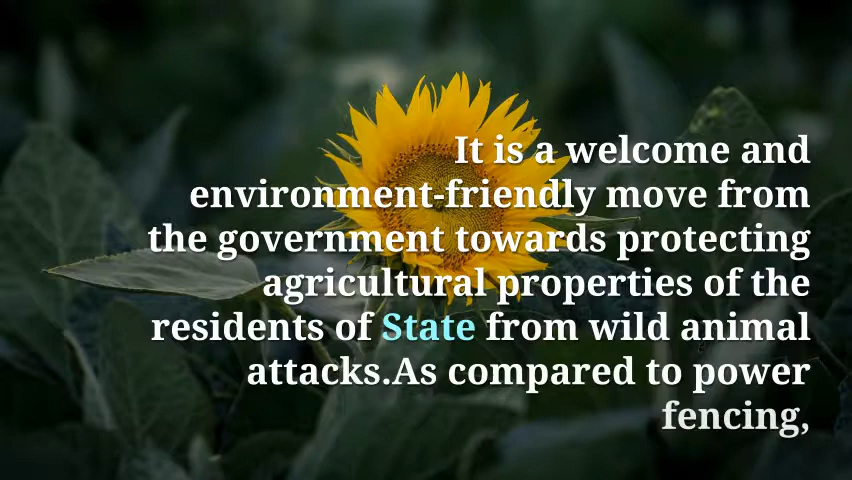 It is a welcome and
environment-friendly move from
the government towards protecting
agricultural properties of the
residents of State from wild animal
attacks.As compared to power
fencing,